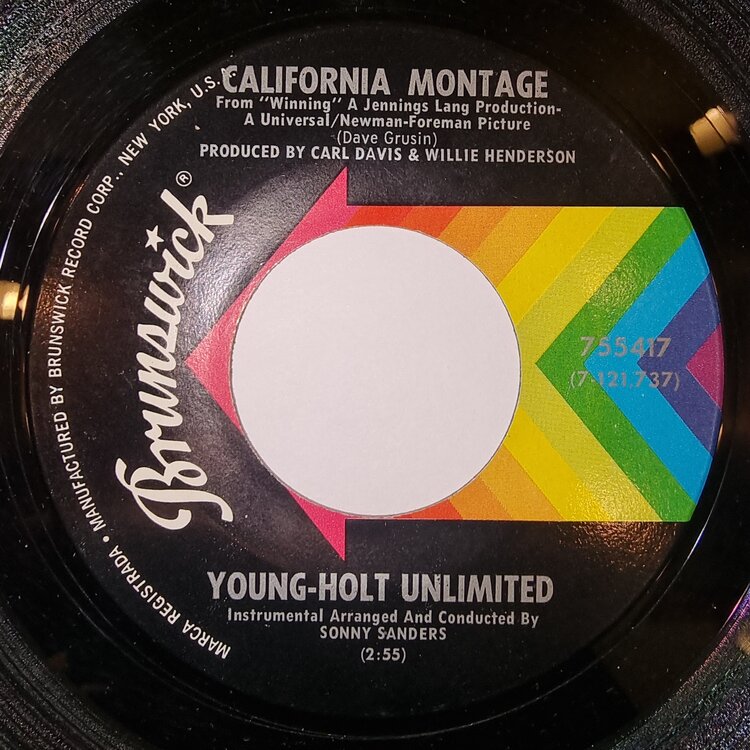 CALIFORNIA MONTAGE
From "Winning" A Jennings Lang Production-
A Universal/Newman-Foreman Picture
(Dave Grusin)
PRODUCED BY CARL DAVIS & WILLIE HENDERSON
Brunswick®
MARCA REGISTRADA • MANUFACTURED BY BRUNSWICK RECORD CORP., NEW YORK, U.S.A.
755417
(7-121,737)
YOUNG-HOLT UNLIMITED
Instrumental Arranged And Conducted By
SONNY SANDERS
(2:55)